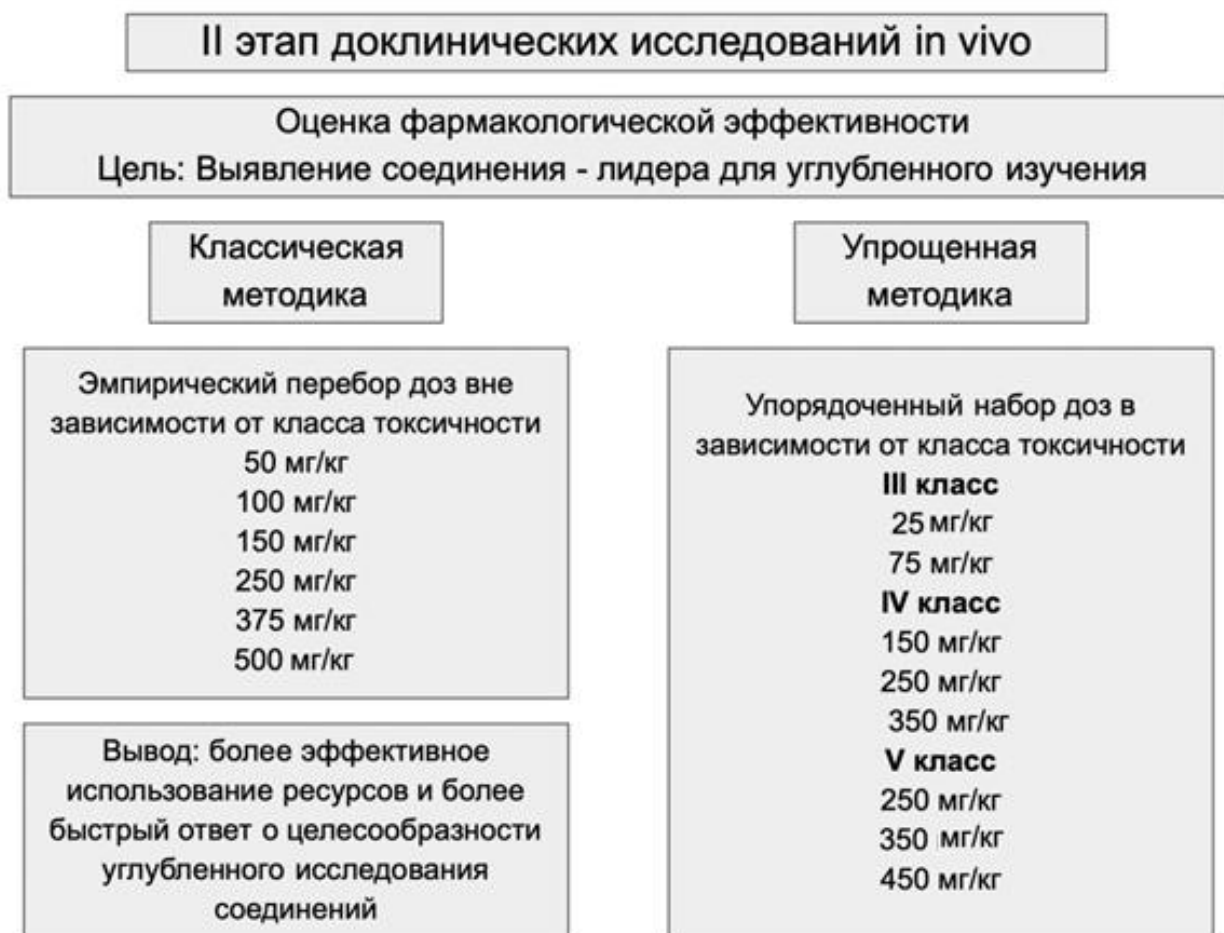 II этап доклинических исследований in vivo
Оценка фармакологической эффективности
Цель: Выявление соединения - лидера для углубленного изучения
Классическая
методика
Эмпирический перебор доз вне
зависимости от класса токсичности
50 мг/кг
100 мг/кг
150 мг/кг
250 мг/кг
375 мг/кг
500 мг/кг
Вывод: более эффективное
использование ресурсов и более
быстрый ответ о целесообразности
углубленного исследования
соединений
Упрощенная
методика
Упорядоченный набор доз в
зависимости от класса токсичности
III класс
25 мг/кг
75 мг/кг
IV класс
150 мг/кг
250 мг/кг
350 мг/кг
V класс
250 мг/кг
350 мг/кг
450 мг/кг